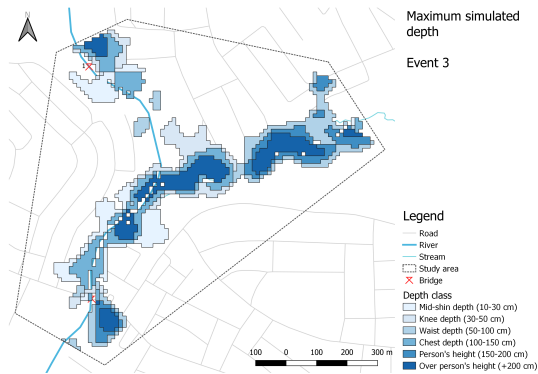 N
Maximum simulated
depth
Event 3
Legend
Road
River
Stream
Study area
Bridge
Depth class
Mid-shin depth (10-30 cm)
Knee depth (30-50 cm)
Waist depth (50-100 cm)
Chest depth (100-150 cm)
Person's height (150-200 cm)
Over person's height (+200 cm)
100 0 100 200 300 m